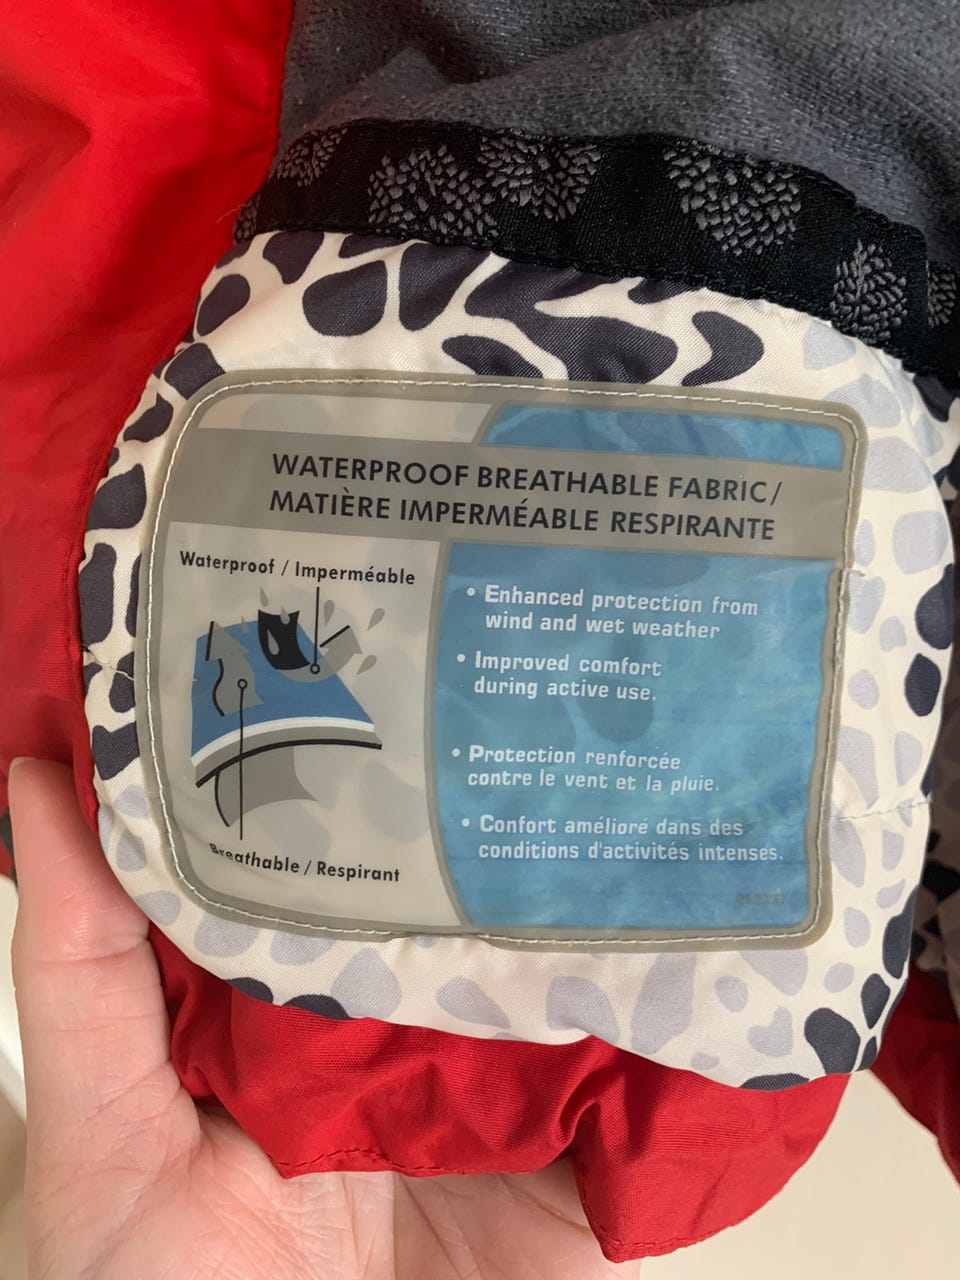 WATERPROOF BREATHABLE FABRIC/
MATIÈRE IMPERMÉABLE RESPIRANTE
Waterproof / Imperméable
Breathable / Respirant
• Enhanced protection from
wind and wet weather
• Improved comfort
during active use.
• Protection renforcée
contre le vent et la pluie.
• Confort amélioré dans des
conditions d'activités intenses.